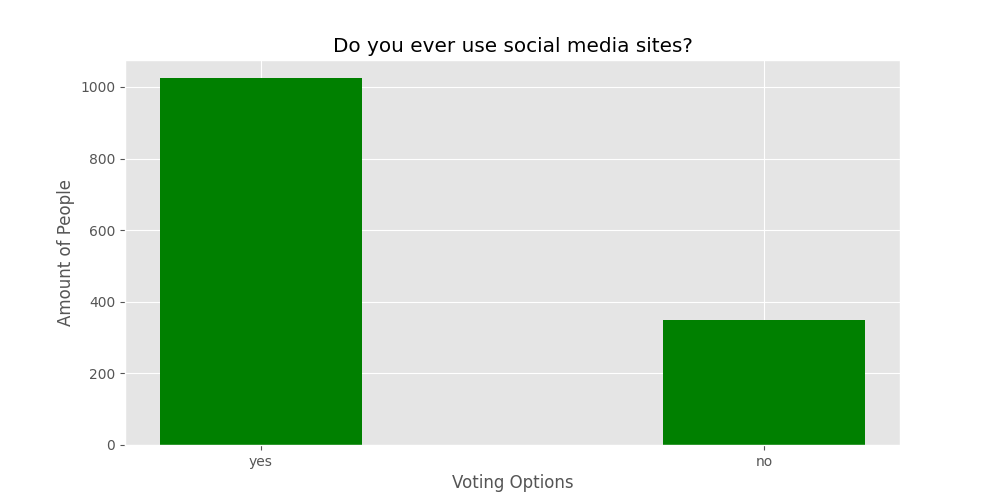 Do you ever use social media sites?
1000
800
600
400
200
0
Amount of People
yes no
Voting Options